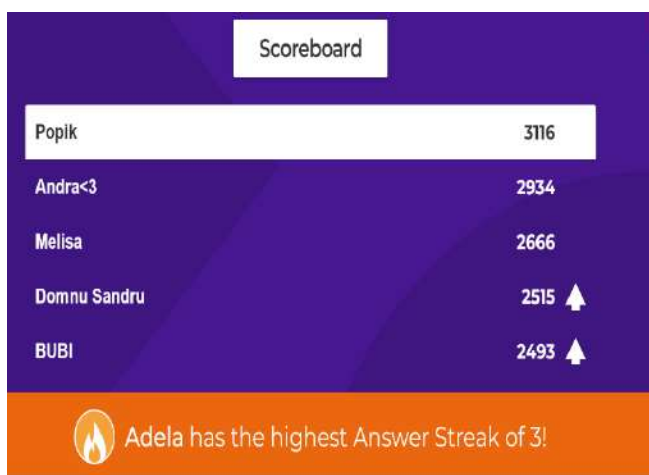 Scoreboard
Popik 3116
Andra<3 2934
Melisa 2666
Domnu Sandru 2515
BUBI 2493
Adela has the highest Answer Streak of 3!